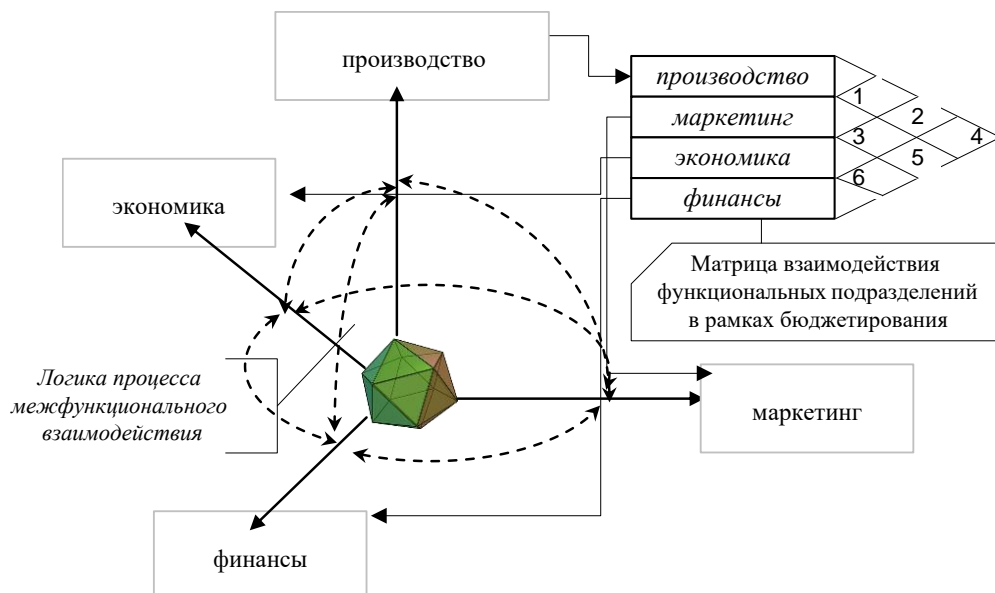 производство
производство
1
маркетинг
2
3
4
экономика
5
6
финансы
экономика
Матрица взаимодействия
функциональных подразделений
в рамках бюджетирования
Логика процесса
межфункционального
взаимодействия
маркетинг
финансы